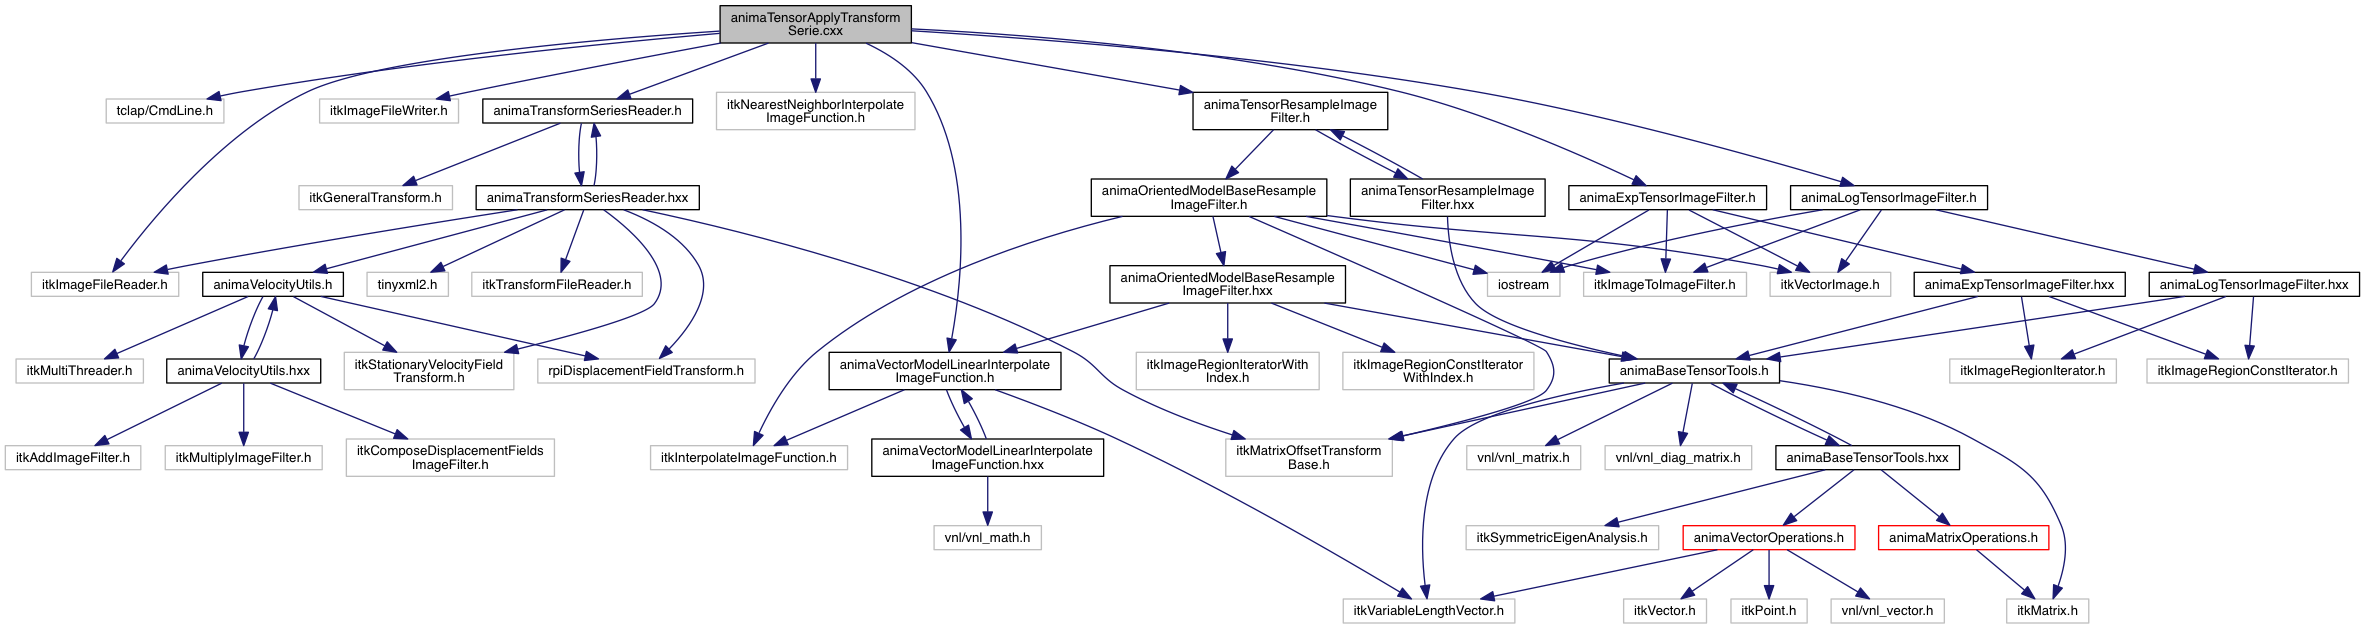 animaTensorApplyTransform
Serie.cxx
tclap/CmdLine.h
itkImageFileWriter.h
animaTransformSeriesReader.h
itkNearestNeighborInterpolate
ImageFunction.h
animaTensorResampleImage
Filter.h
itkGeneralTransform.h
animaTransformSeriesReader.hxx
animaOrientedModelBaseResample
ImageFilter.h
animaTensorResampleImage
Filter.hxx
animaExpTensorImageFilter.h
animaLogTensorImageFilter.h
itkImageFileReader.h
animaVelocityUtils.h
tinyxml2.h
itkTransformFileReader.h
animaOrientedModelBaseResample
ImageFilter.hxx
iostream
itkImageToImageFilter.h
itkVectorImage.h
animaExpTensorImageFilter.hxx
animaLogTensorImageFilter.hxx
itkMultiThreader.h
animaVelocityUtils.hxx
itkStationaryVelocityField
Transform.h
rpiDisplacementFieldTransform.h
animaVectorModelLinearInterpolate
ImageFunction.h
itkImageRegionIteratorWith
Index.h
itkImageRegionConstIterator
WithIndex.h
animaBaseTensorTools.h
itkImageRegionIterator.h
itkImageRegionConstIterator.h
itkAddImageFilter.h
itkMultiplyImageFilter.h
itkComposeDisplacementFields
ImageFilter.h
itkInterpolateImageFunction.h
animaVectorModelLinearInterpolate
ImageFunction.hxx
itkMatrixOffsetTransform
Base.h
vnl/vnl_matrix.h
vnl/vnl_diag_matrix.h
animaBaseTensorTools.hxx
vnl/vnl_math.h
itkSymmetricEigenAnalysis.h
animaVectorOperations.h
animaMatrixOperations.h
itkVariableLengthVector.h
itkVector.h
itkPoint.h
vnl/vnl_vector.h
itkMatrix.h